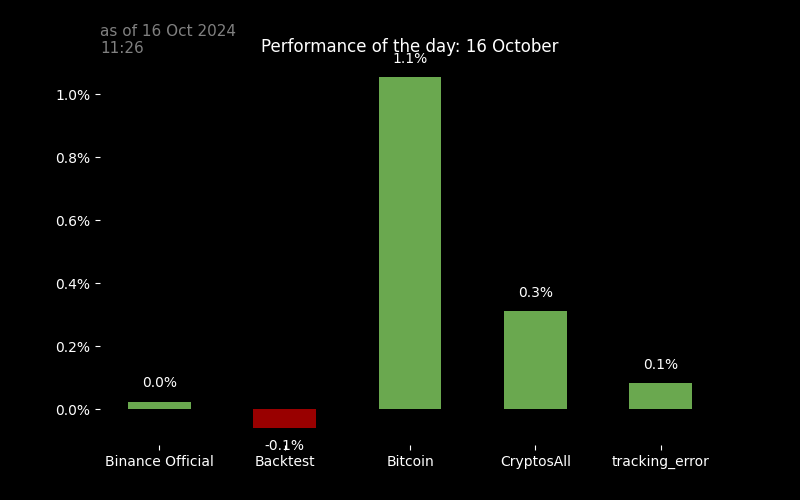 as of 16 Oct 2024
11:26
Performance of the day: 16 October
1.1%
1.0%
0.8%
0.6%
0.4%
0.2%
0.0%
0.0%
-0.1%
0.3%
0.1%
Binance Official
Backtest
Bitcoin
CryptosAll
tracking_error